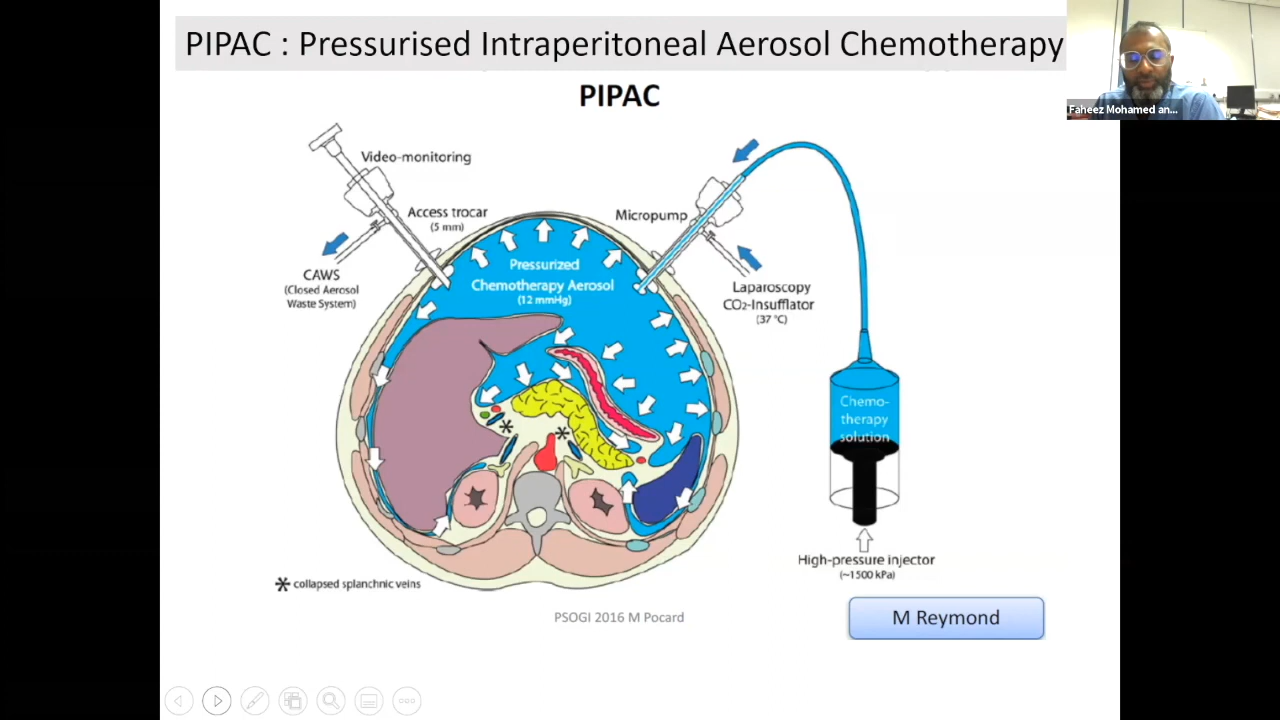 PIPAC : Pressurised Intraperitoneal Aerosol Chemotherapy
Faheez Mohamed an...
PIPAC
Video-monitoring
Access trocar
(5 mm)
Micropump
CAWS
(Closed Aerosol
Waste System)
Pressurized
Chemotherapy Aerosol
(12 mmHg)
Laparoscopy
CO2-Insufflator
(37 °C)
Chemo-
therapy
solution
High-pressure injector
(~1500 kPa)
* collapsed splanchnic veins
PSOGI 2016 M Pocard
M Reymond